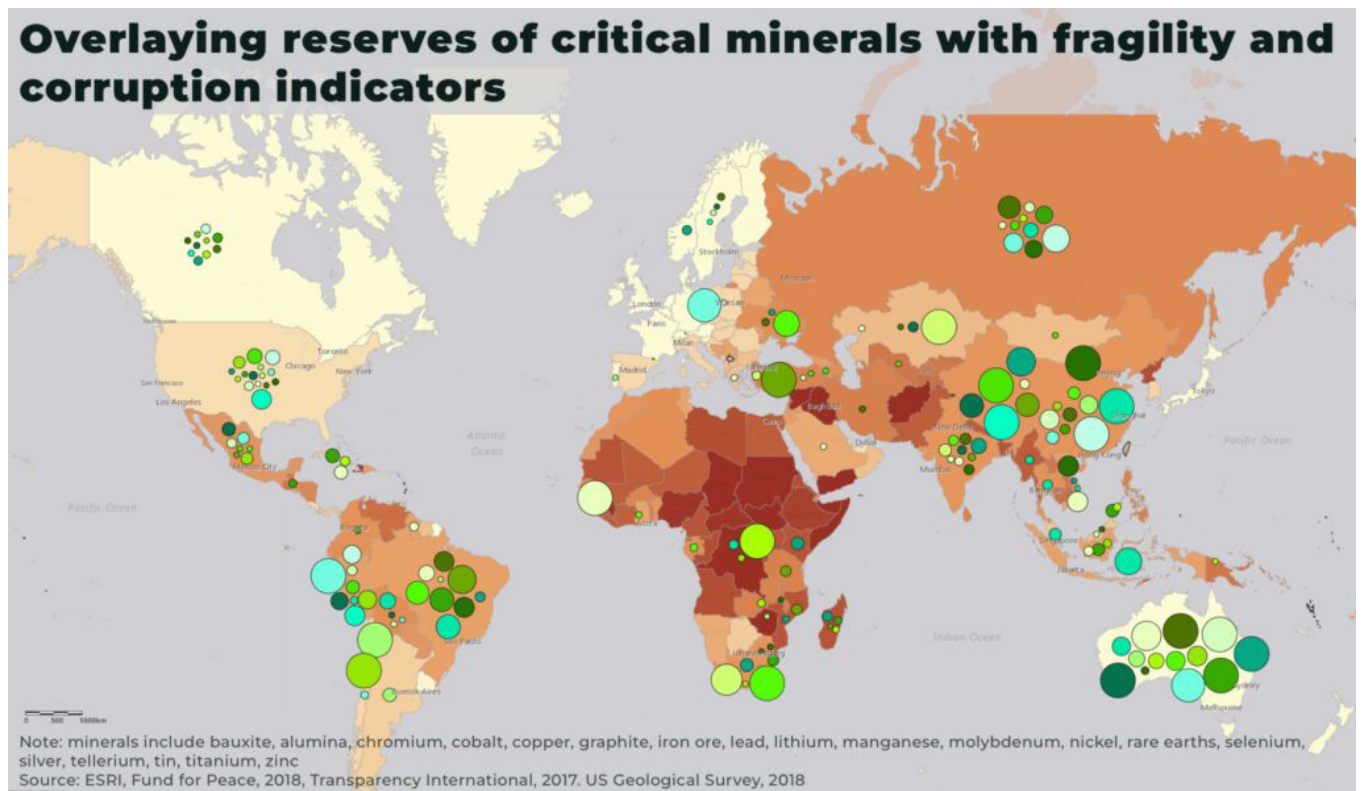 Overlaying reserves of critical minerals with fragility and
corruption indicators
Stockholm
Moscow
London
Warsaw
Paris
Vancouver
Milan
Toronto
Chicago
New York
Madrid
San Francisco
Los Angeles
Beijing
Tokyo
Baghdad
Shanghai
Cairo
New Delhi
Atlantic
Ocean
Dubai
Pacific Ocean
Hong Kong
Mexico City
Mumbai
Bangkok
Pacific Ocean
Bogota
Accra
Singapore
Jakarta
Indian Ocean
São Paulo
Buenos Aires
Sydney
Melbourne
0 500 1000km
Note: minerals include bauxite, alumina, chromium, cobalt, copper, graphite, iron ore, lead, lithium, manganese, molybdenum, nickel, rare earths, selenium,
silver, tellerium, tin, titanium, zinc
Source: ESRI, Fund for Peace, 2018, Transparency International, 2017. US Geological Survey, 2018